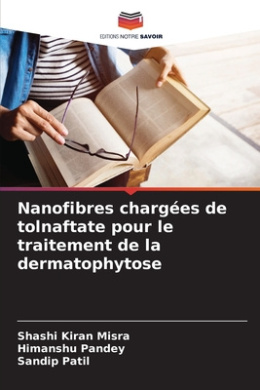 EDITIONS NOTRE SAVOIR
Nanofibres chargées de
tolnaftate pour le
traitement de la
dermatophytose
Shashi Kiran Misra
Himanshu Pandey
Sandip Patil